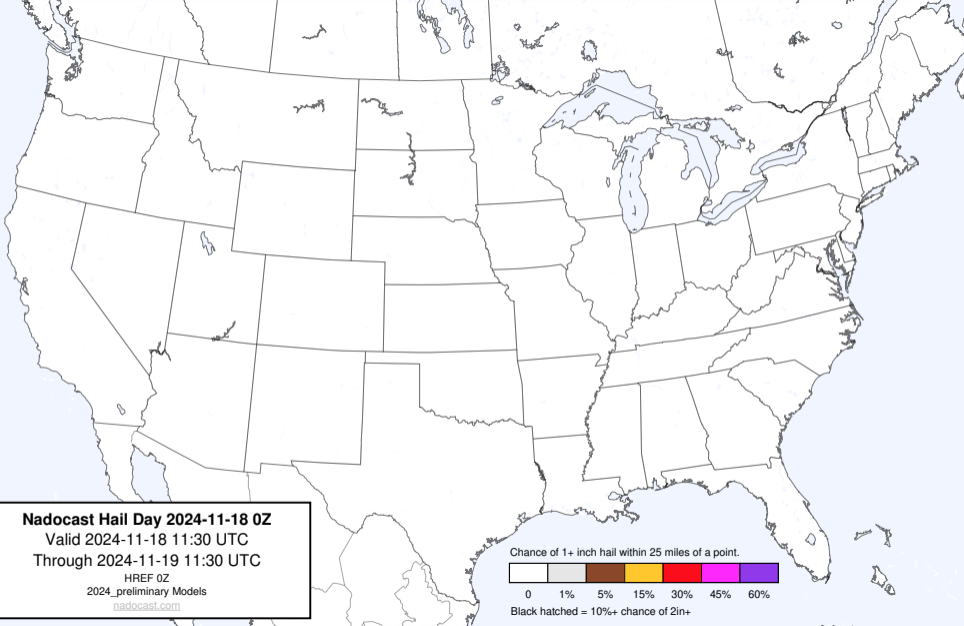 Nadocast Hail Day 2024-11-18 0Z
Valid 2024-11-18 11:30 UTC
Through 2024-11-19 11:30 UTC
HREF 0Z
2024_preliminary Models
nadocast.com
Chance of 1+ inch hail within 25 miles of a point.
0 1% 5% 15% 30% 45% 60%
Black hatched = 10%+ chance of 2in+